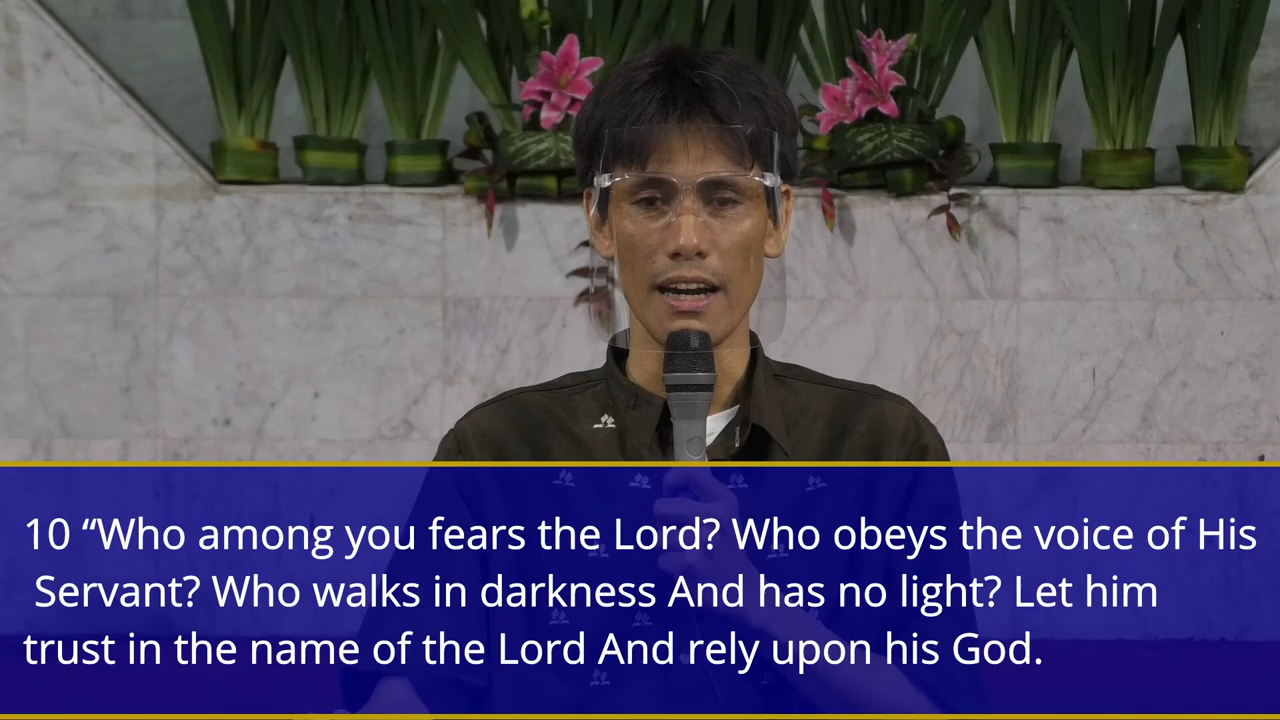 10 “Who among you fears the Lord? Who obeys the voice of His
Servant? Who walks in darkness And has no light? Let him
trust in the name of the Lord And rely upon his God.